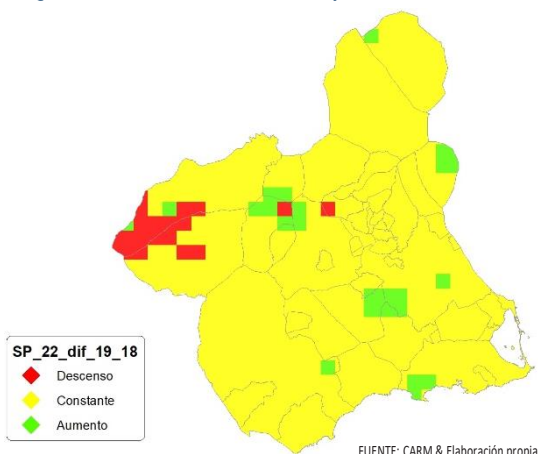 SP_22_dif_19_18
Descenso
Constante
Aumento
FUENTE: CARM & Elaboración propia